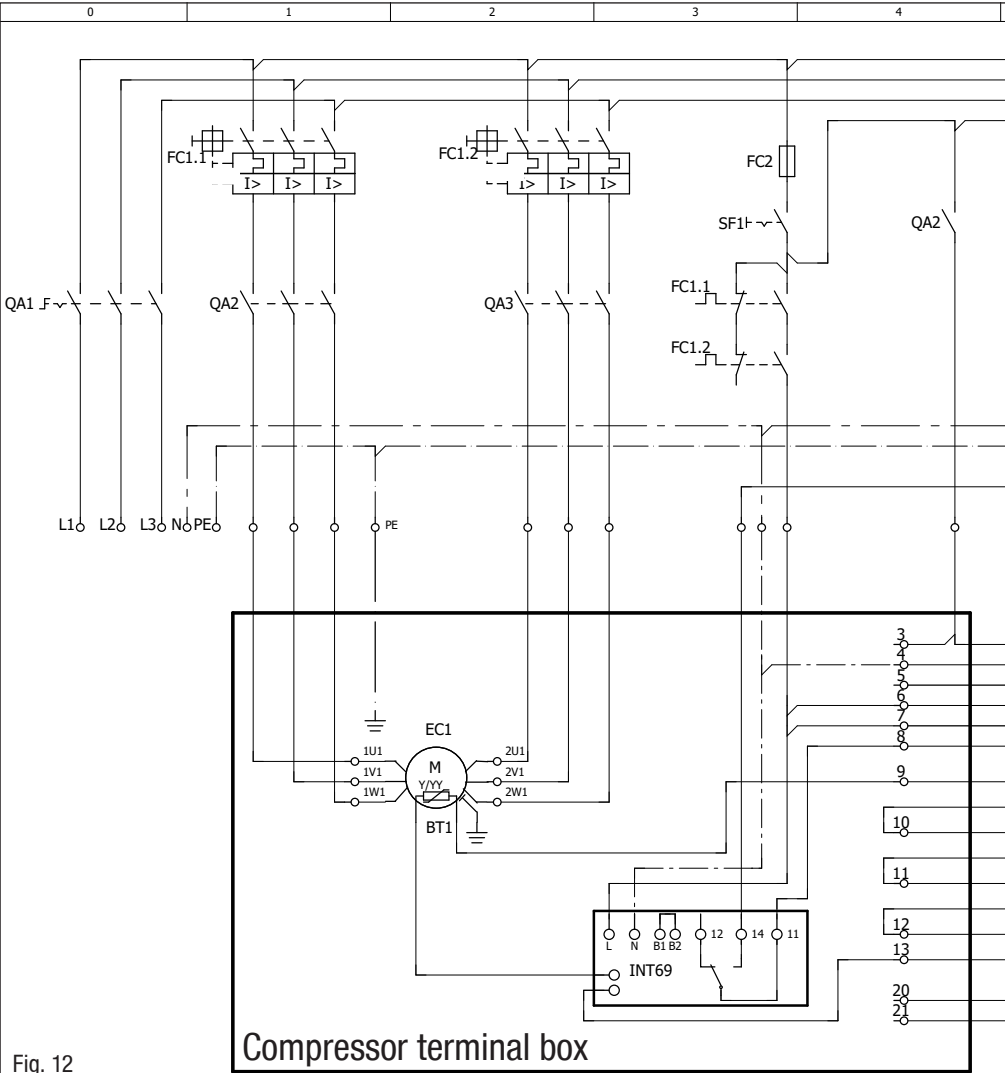 0 1 2 3 4
FC1.1
I> I> I>
FC1.2
I> I> I>
FC2
SF1
QA2
QA1
QA2
QA3
FC1.1
FC1.2
L1 L2 L3 N PE
PE
3
4
5
6
7
8
9
10
11
12
13
20
21
EC1
M
Y/YY
BT1
1U1
1V1
1W1
2U1
2V1
2W1
L N B1 B2 12 14 11
INT69
Compressor terminal box
Fig. 12